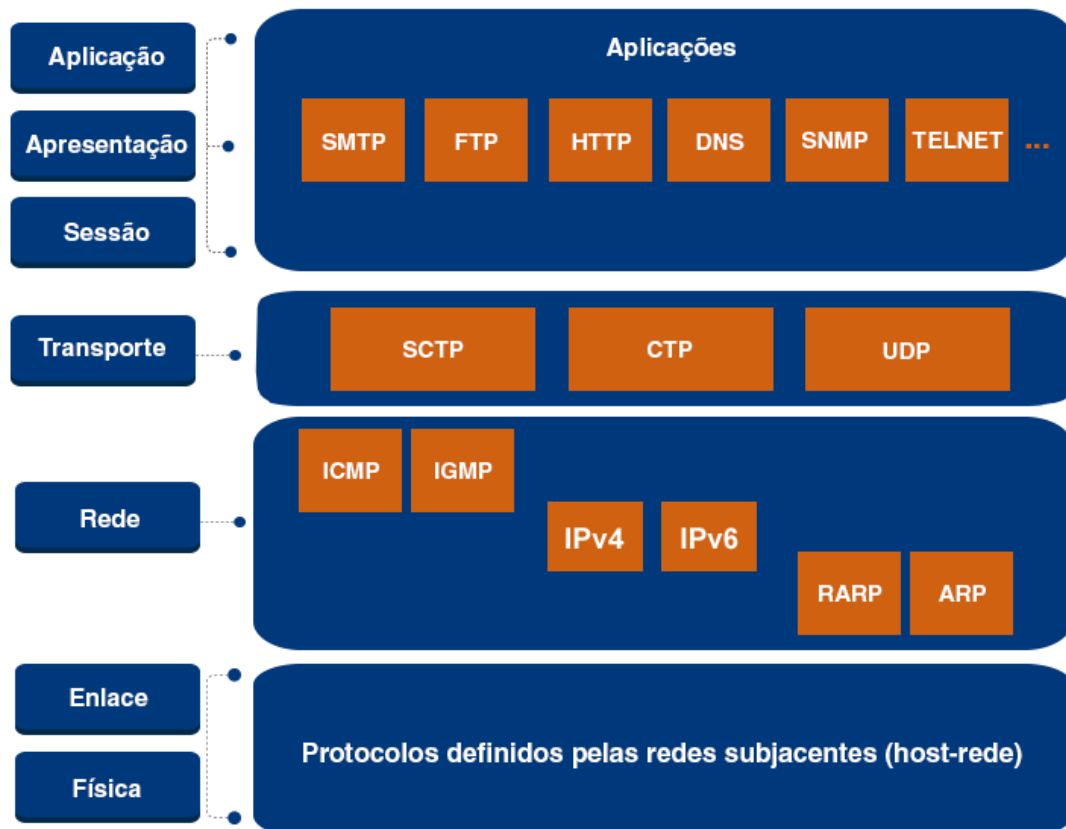 Aplicação
Apresentação
Sessão
Aplicações
SMTP FTP HTTP DNS SNMP TELNET ...
Transporte
SCTP CTP UDP
Rede
ICMP IGMP
IPv4 IPv6
RARP ARP
Enlace
Física
Protocolos definidos pelas redes subjacentes (host-rede)